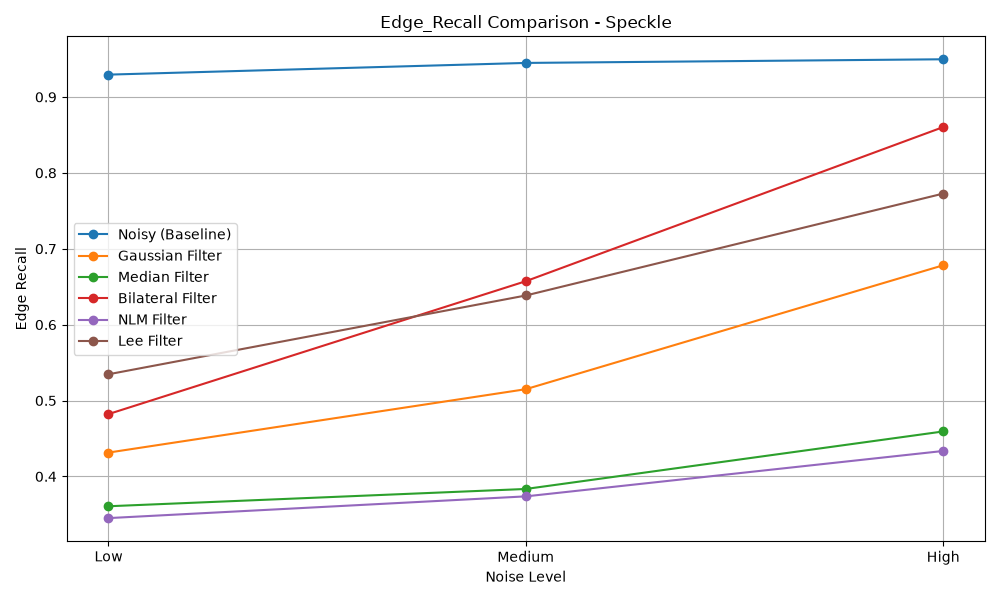 Edge_Recall Comparison - Speckle
Edge Recall
0.9
0.8
0.7
0.6
0.5
0.4
Noisy (Baseline)
Gaussian Filter
Median Filter
Bilateral Filter
NLM Filter
Lee Filter
Low
Medium
High
Noise Level